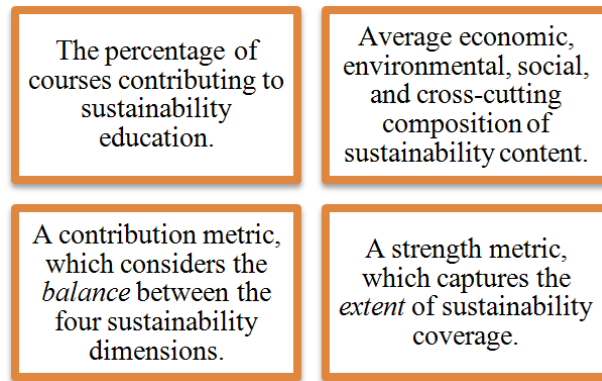 The percentage of
courses contributing to
sustainability
education.
Average economic,
environmental, social,
and cross-cutting
composition of
sustainability content.
A contribution metric,
which considers the
balance between the
four sustainability
dimensions.
A strength metric,
which captures the
extent of sustainability
coverage.